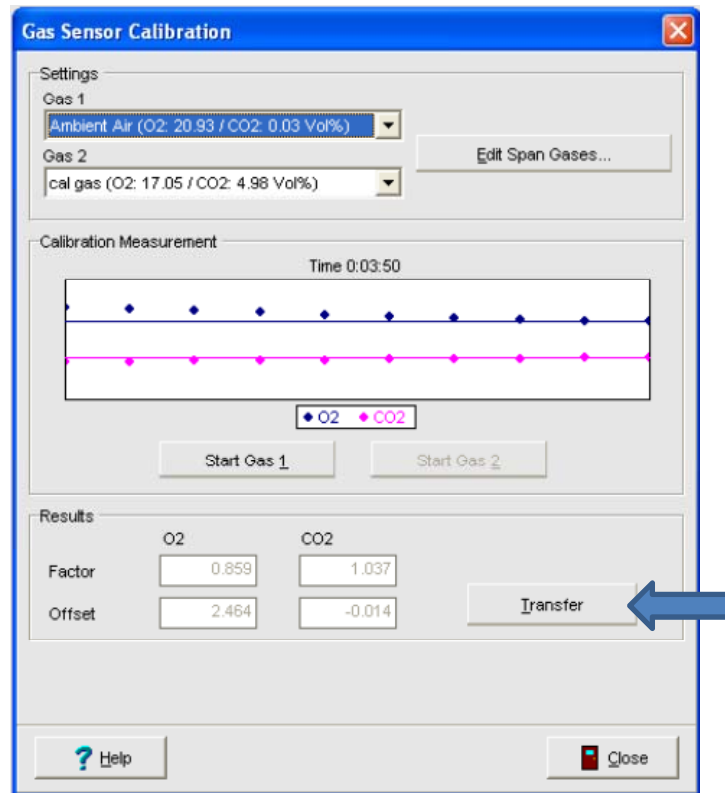 Gas Sensor Calibration
Settings
Gas 1
Ambient Air (O2: 20.93 / CO2: 0.03 Vol%)
Edit Span Gases...
Gas 2
cal gas (O2: 17.05 / CO2: 4.98 Vol%)
Calibration Measurement
Time 0:03:50
O2 CO2
Start Gas 1 Start Gas 2
Results
O2 CO2
Factor 0.859 1.037
Transfer
Offset 2.464 -0.014
? Help Close